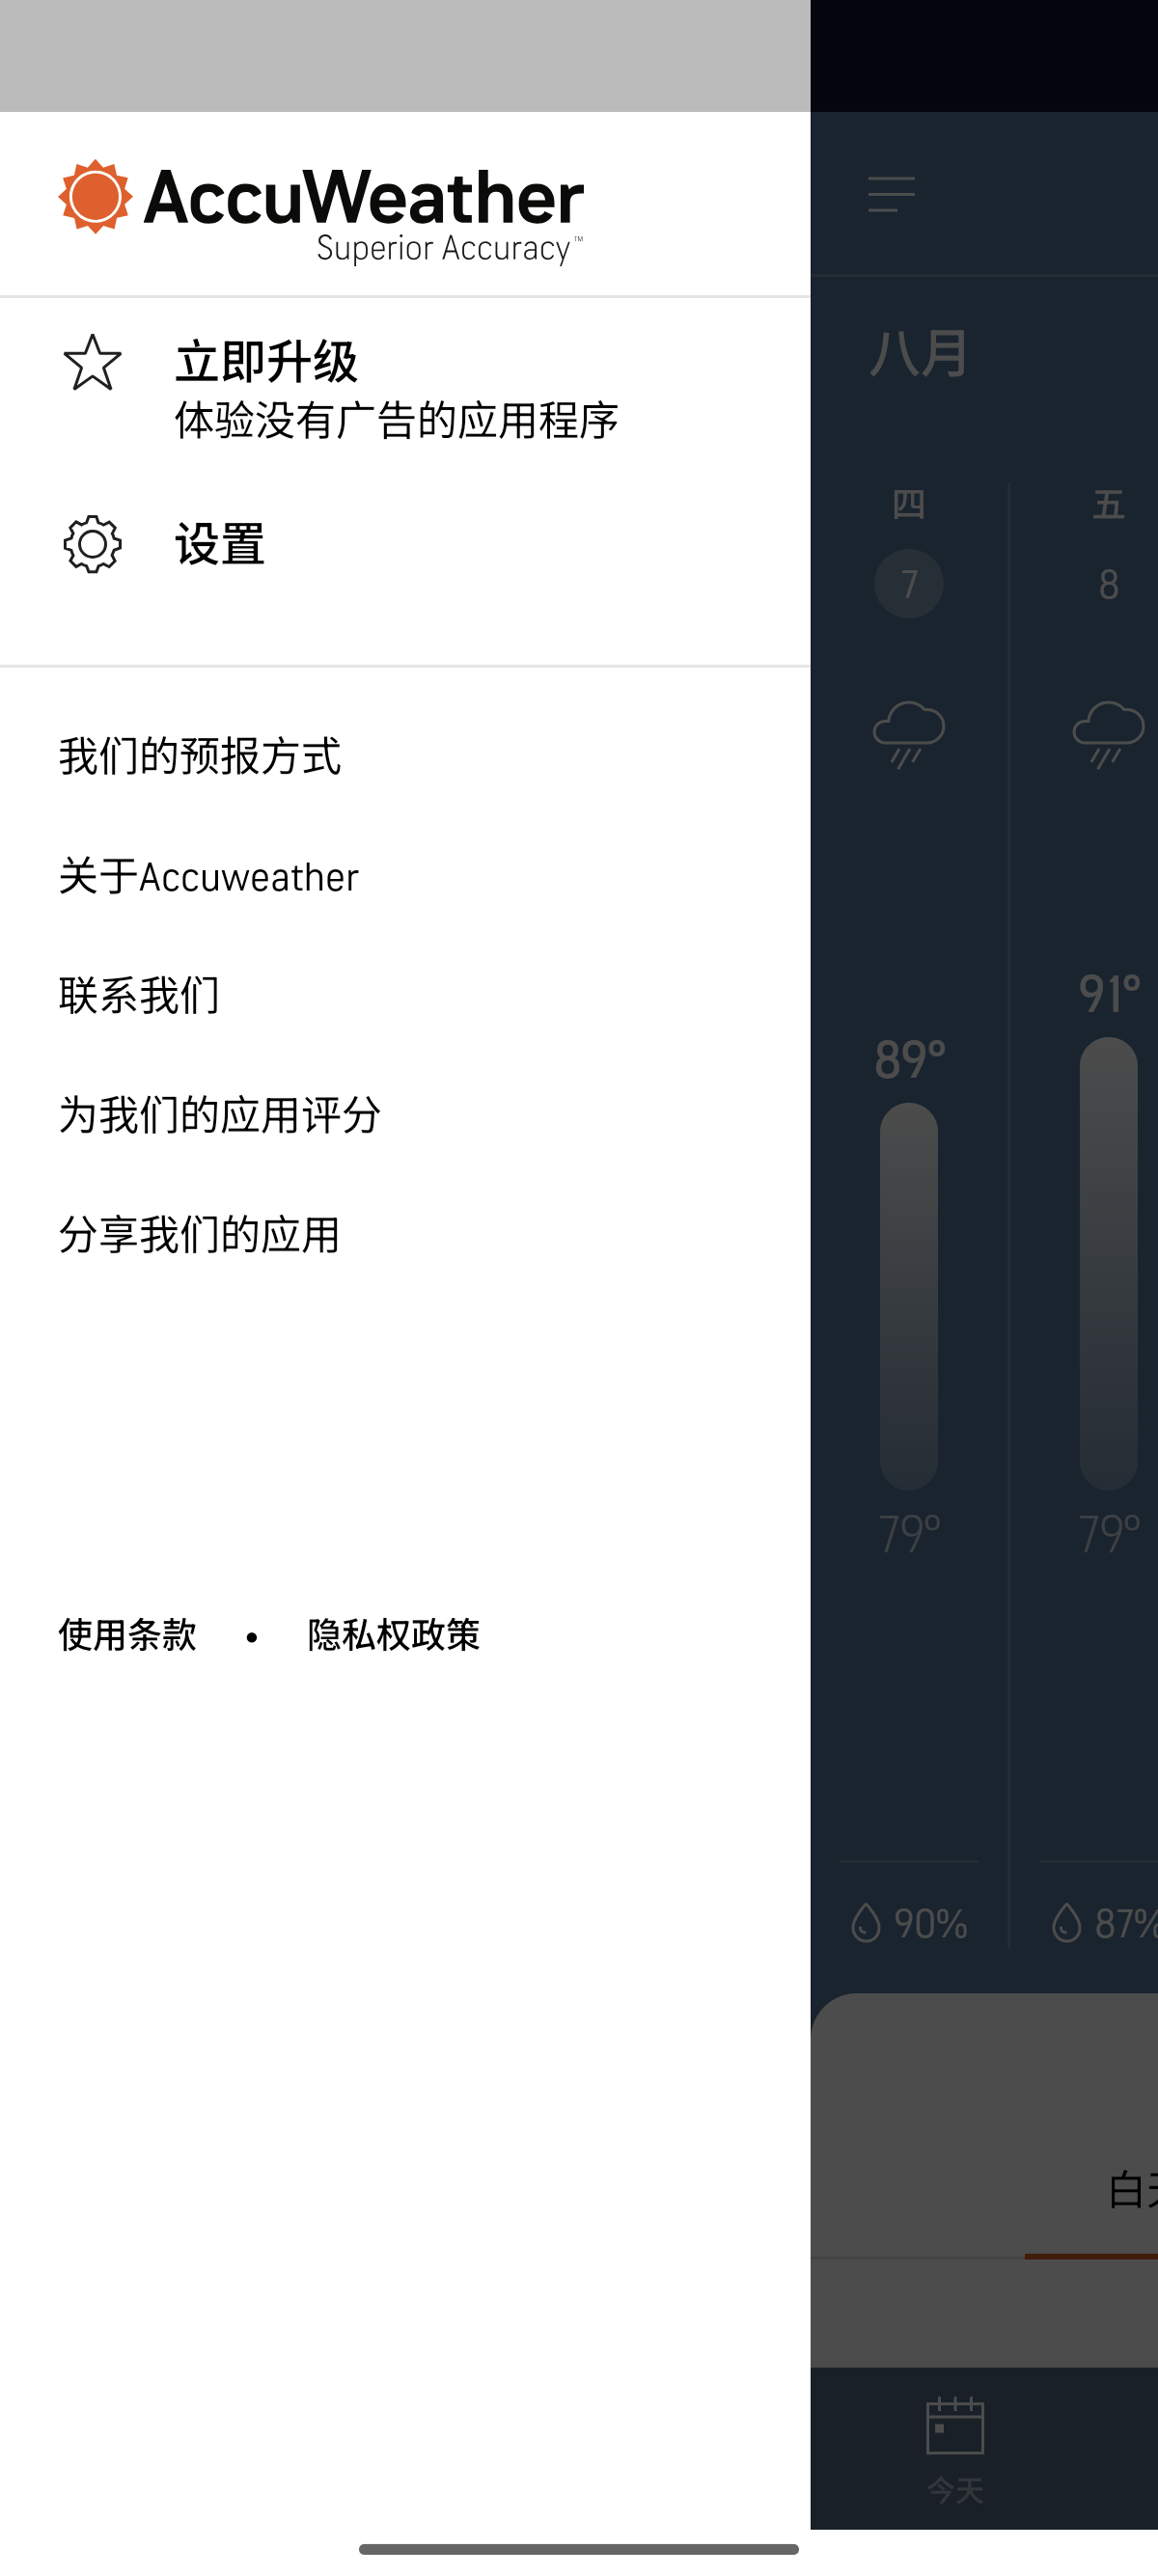 AccuWeather
Superior Accuracy™
立即升级
体验没有广告的应用程序
设置
我们的预报方式
关于Accuweather
联系我们
为我们的应用评分
分享我们的应用
使用条款 • 隐私权政策
八月
四 五
7 8
91°
89°
79° 79°
90% 87%
白天
今天